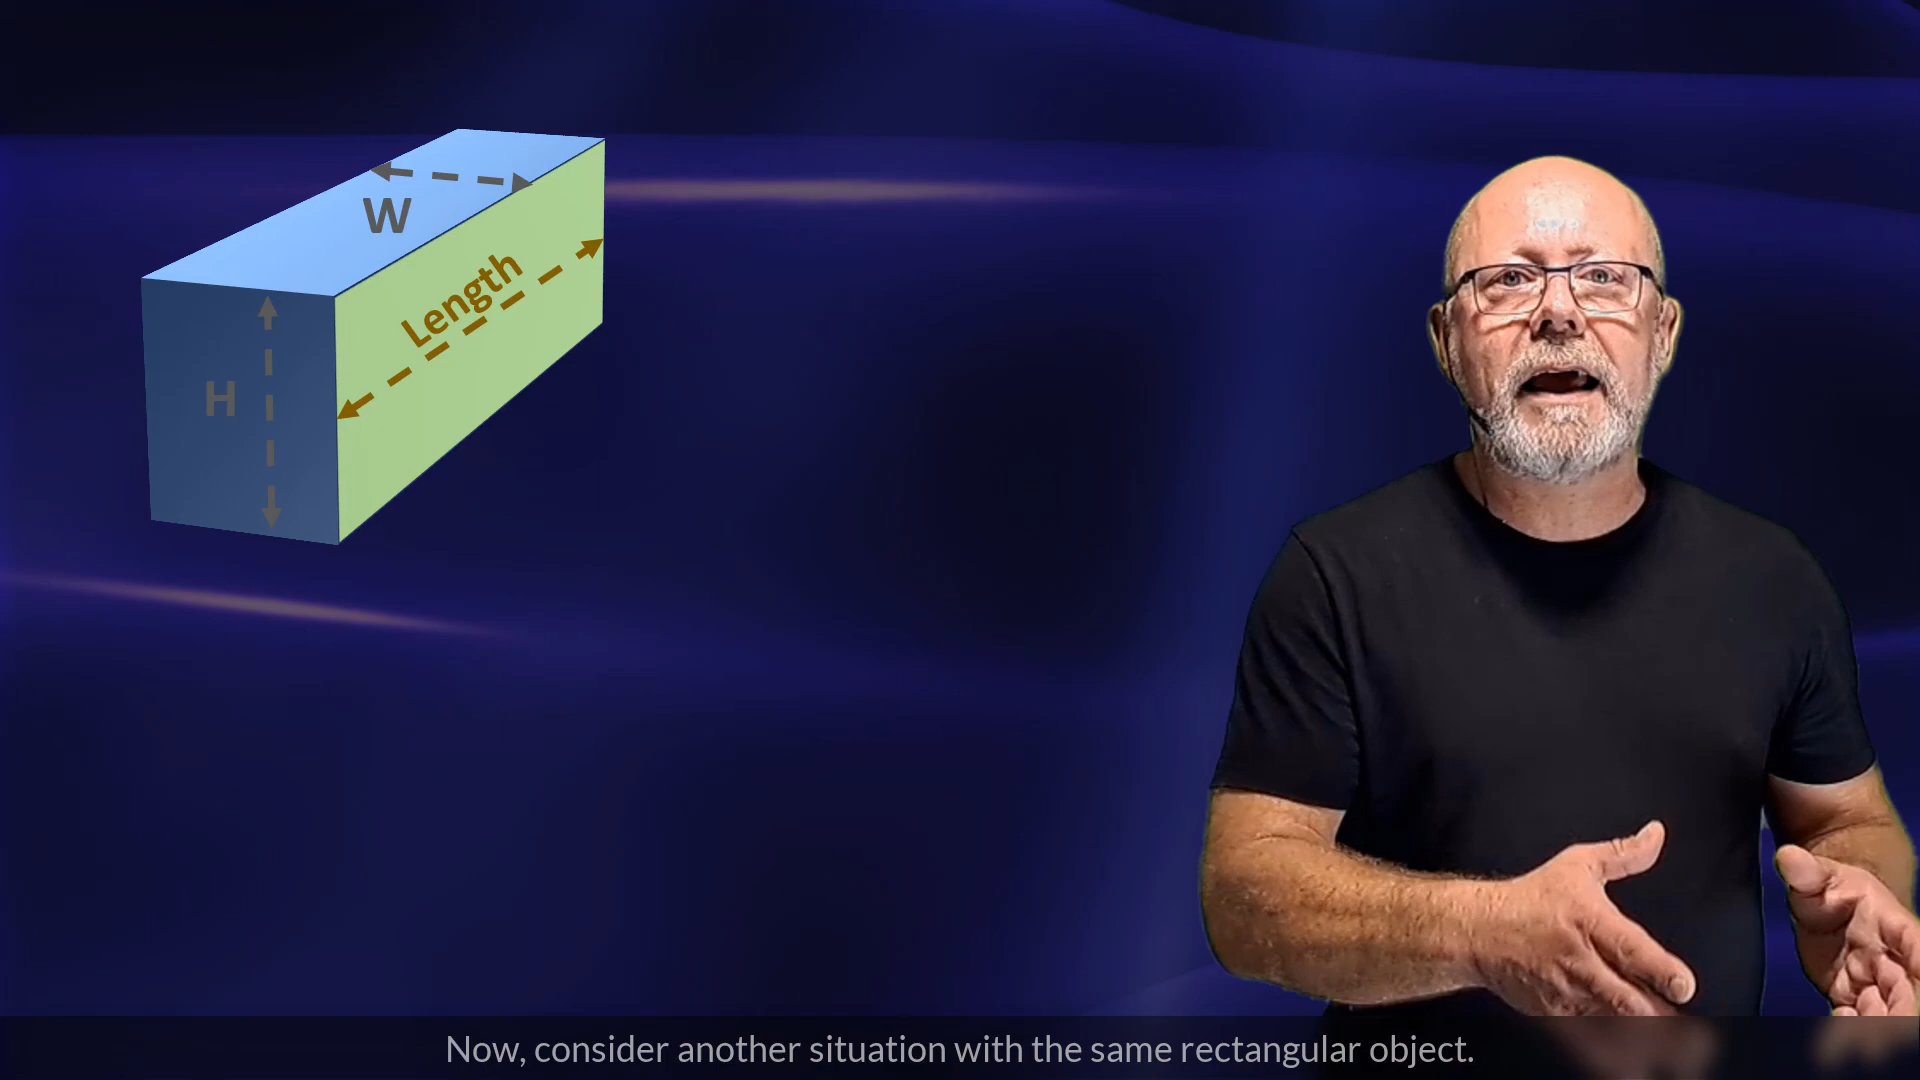 W
Length
H
Now, consider another situation with the same rectangular object.